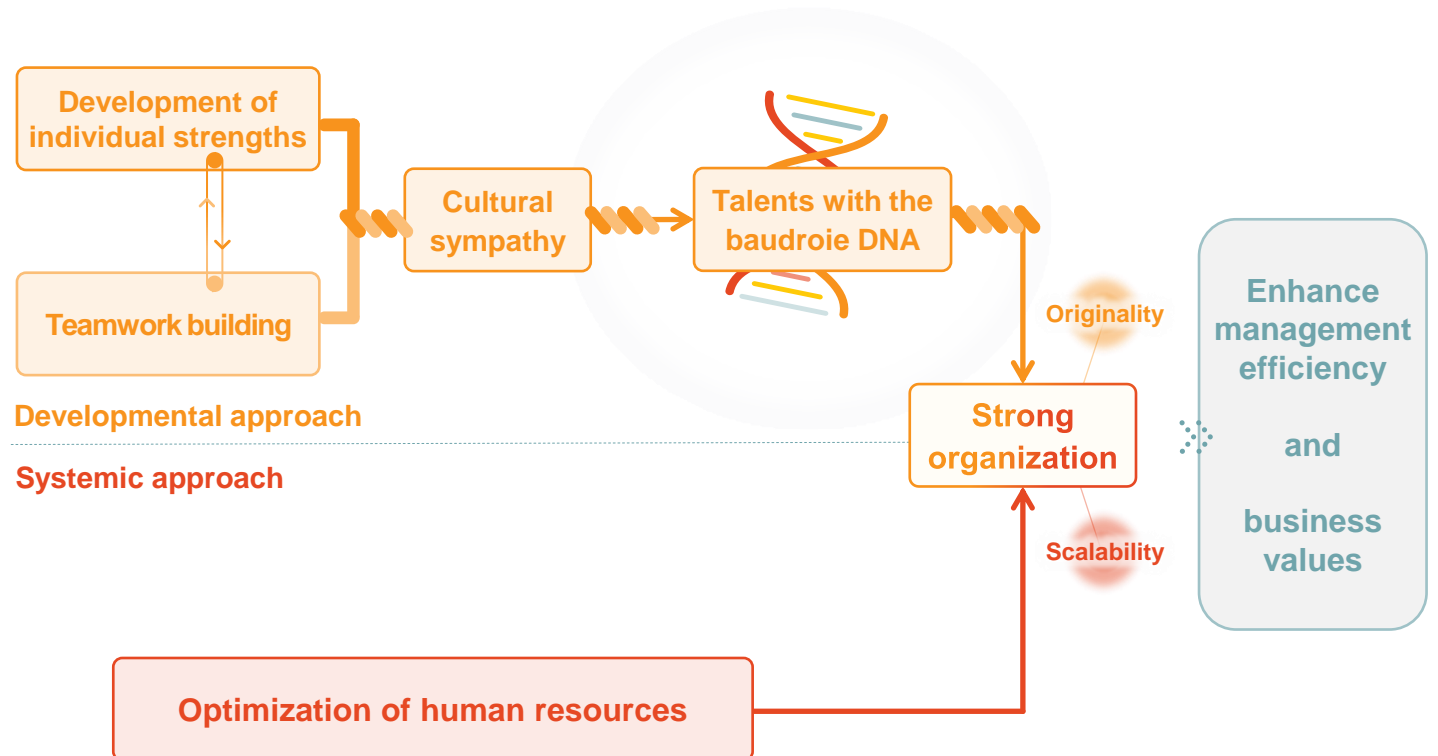 Development of
individual strengths
Teamwork building
Cultural
sympathy
Talents with the
baudroie DNA
Developmental approach
Systemic approach
Originality
Strong
organization
Scalability
Enhance
management
efficiency
and
business
values
Optimization of human resources